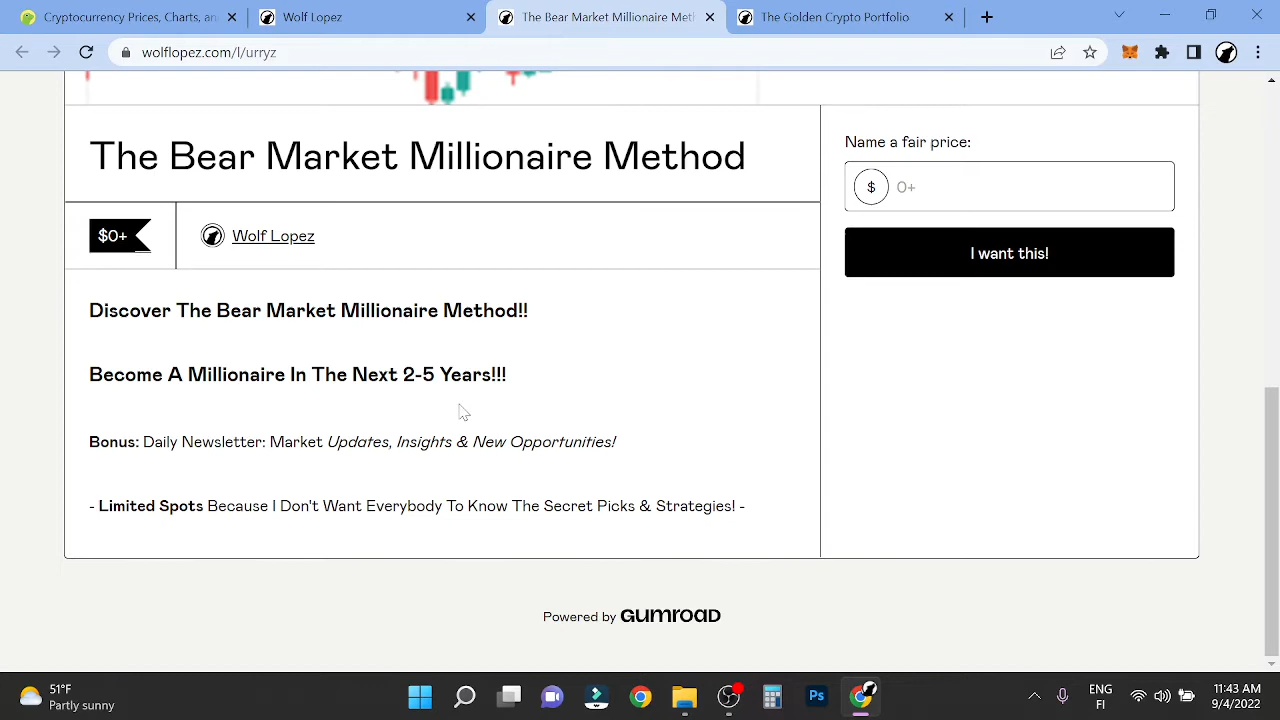 Cryptocurrency Prices, Charts, an
Wolf Lopez
The Bear Market Millionaire Met
The Golden Crypto Portfolio
wolflopez.com/l/urryz
The Bear Market Millionaire Method
Name a fair price:
$ 0+
$0+
Wolf Lopez
I want this!
Discover The Bear Market Millionaire Method!!
Become A Millionaire In The Next 2-5 Years!!!
Bonus: Daily Newsletter: Market Updates, Insights & New Opportunities!
- Limited Spots Because I Don't Want Everybody To Know The Secret Picks & Strategies! -
Powered by GUMROAD
51°F
Partly sunny
Ps
ENG
FI
11:43 AM
9/4/2022